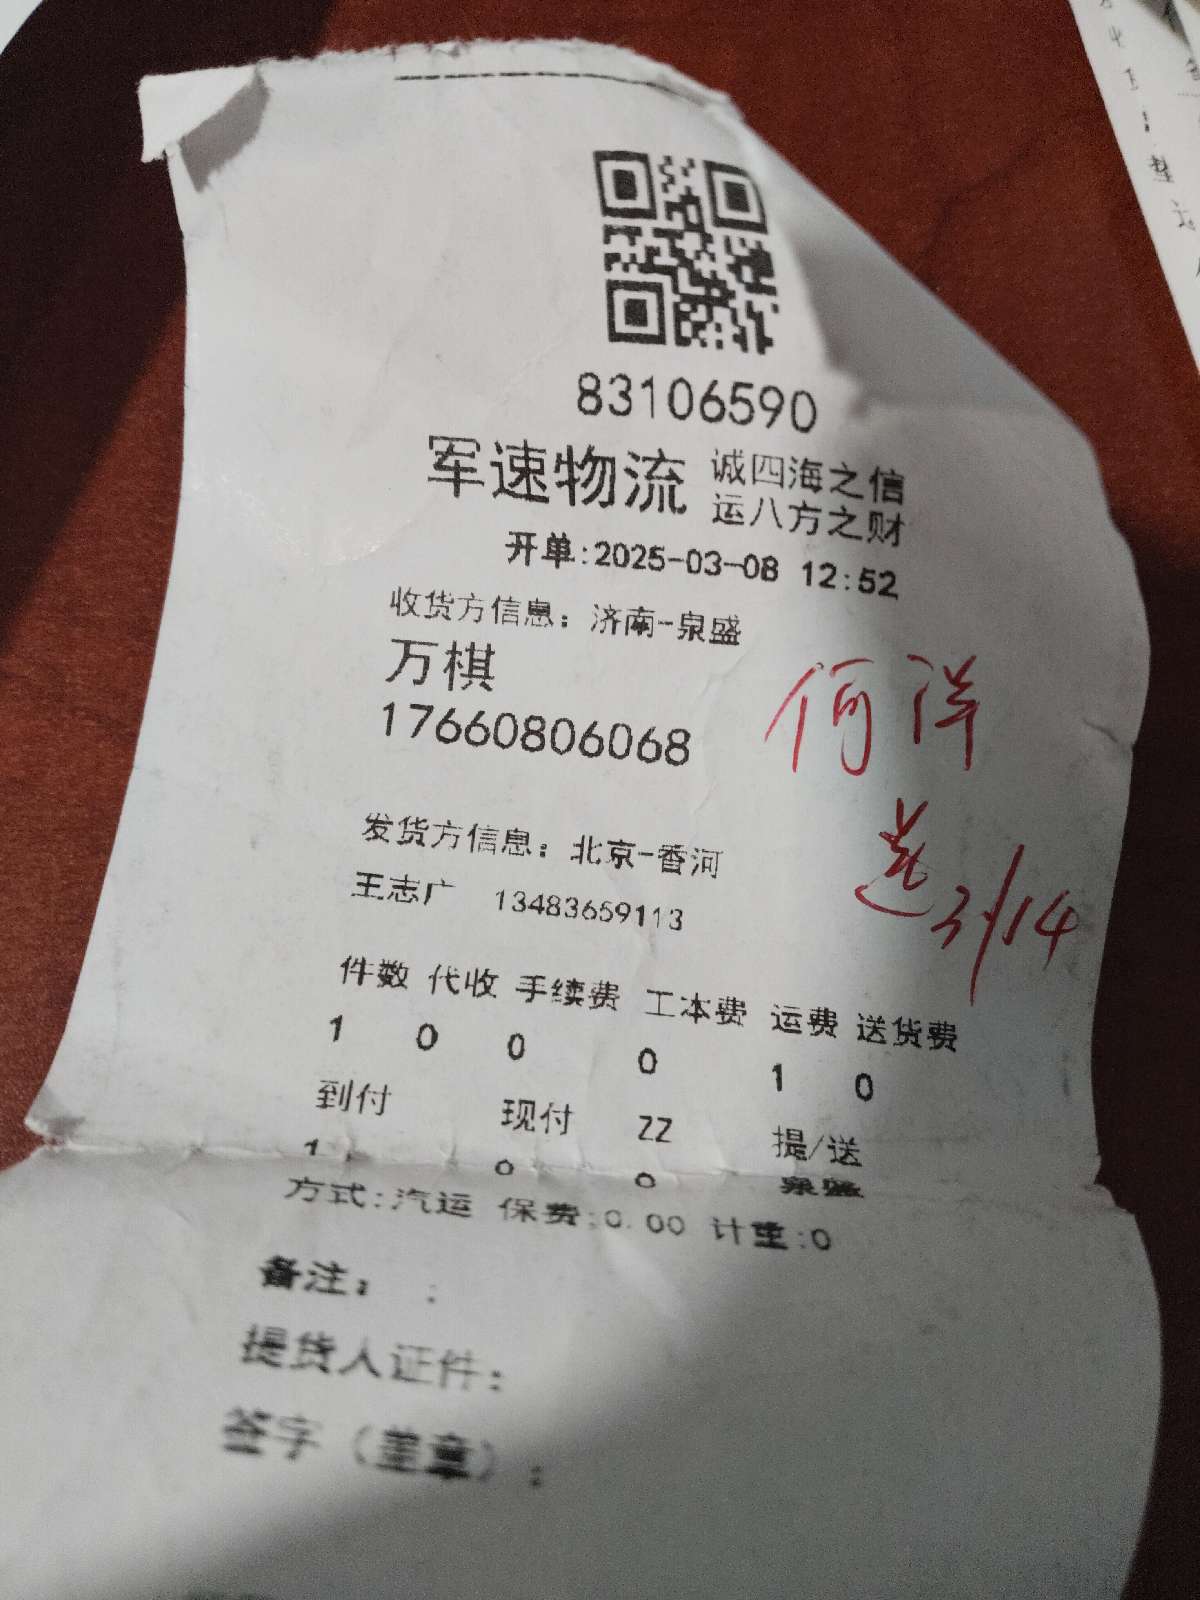 83106590
军速物流 诚四海之信
运八方之财
开单:2025-03-08 12:52
收货方信息：济南-泉盛
万棋
17660806068
何洋
发货方信息：北京-香河
送3/14
王志广 13483659113
件数 代收 手续费 工本费 运费 送货费
1 0 0 0 1 0
到付 现付 ZZ 提/送
1 0 0 泉盛
方式:汽运 保费:0.00 计重:0
备注：
提货人证件：
签字（盖章）：